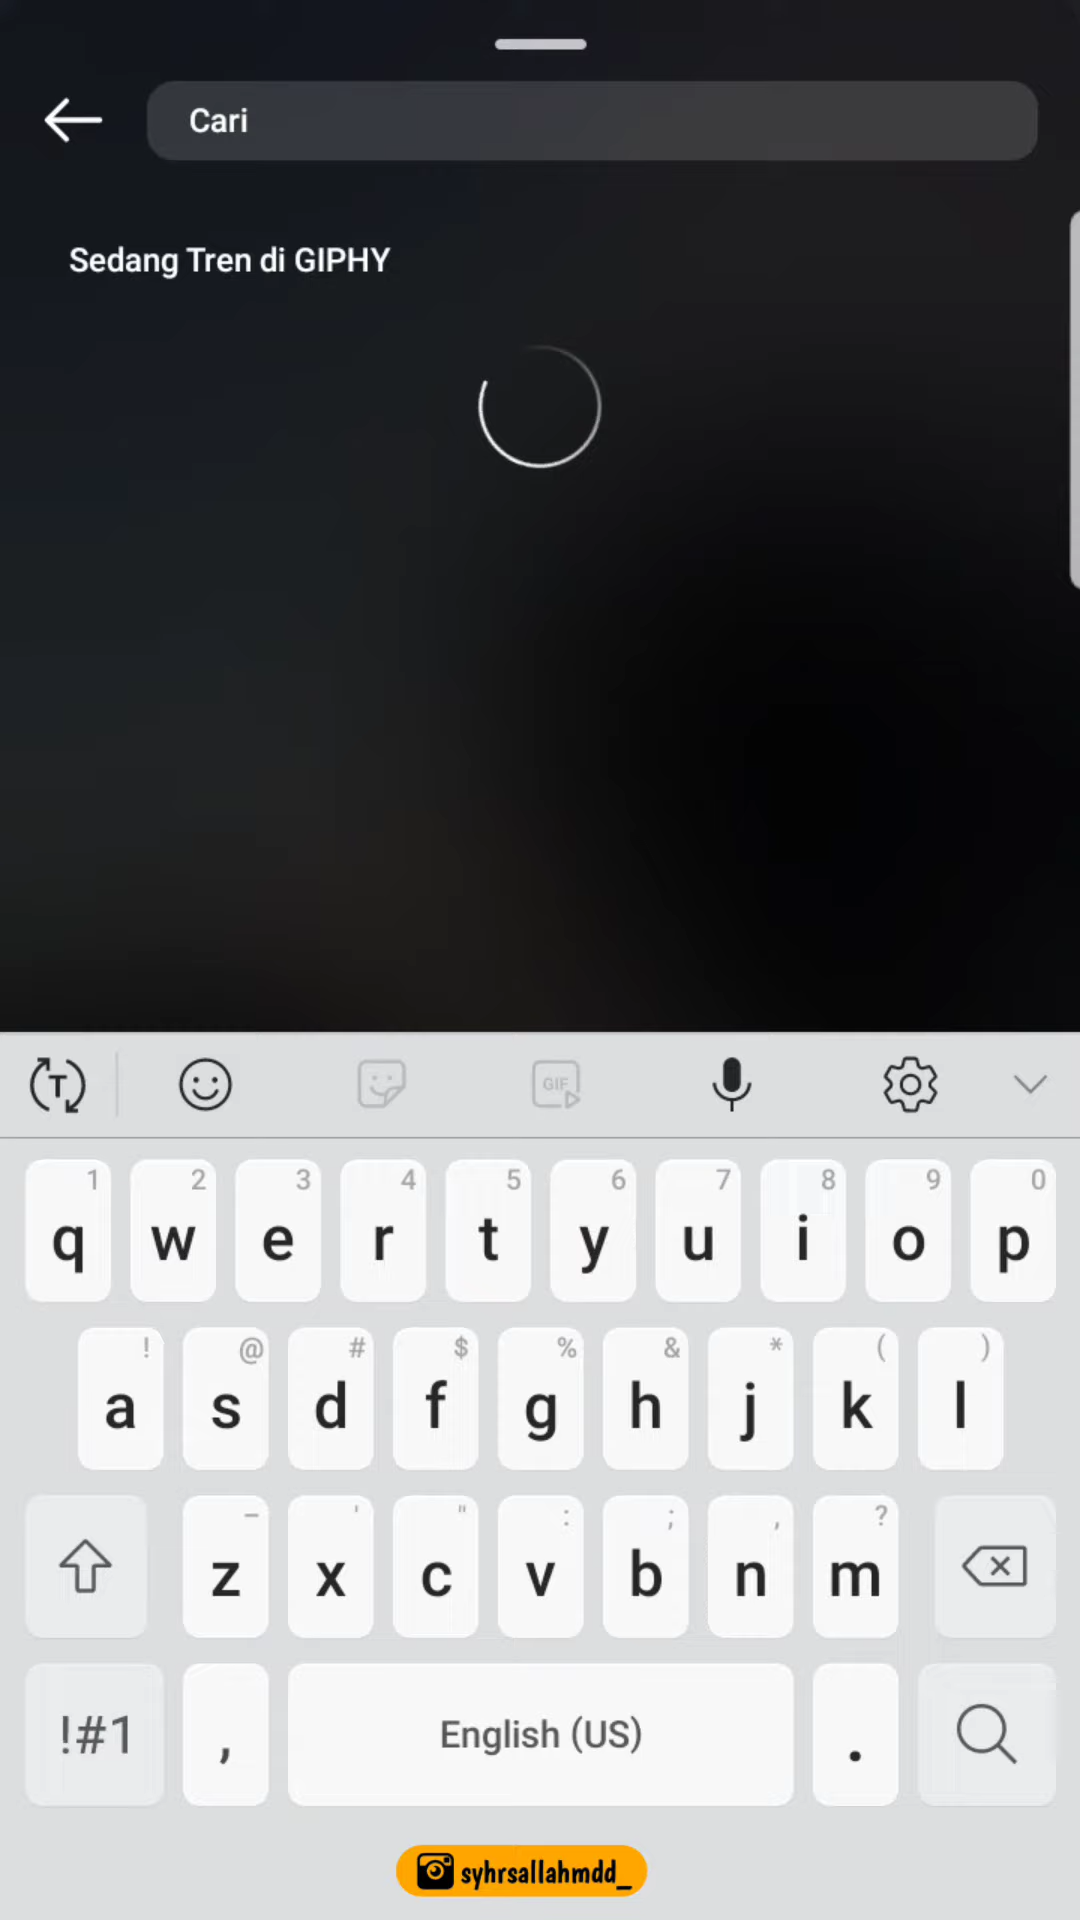 Cari
Sedang Tren di GIPHY
T
GIF
1 2 3 4 5 6 7 8 9 0
q w e r t y u i o p
! @ # $ % & * ( )
a s d f g h j k l
– ' " : ; , ?
z x c v b n m
!#1 , English (US) .
syhrsallahmdd_